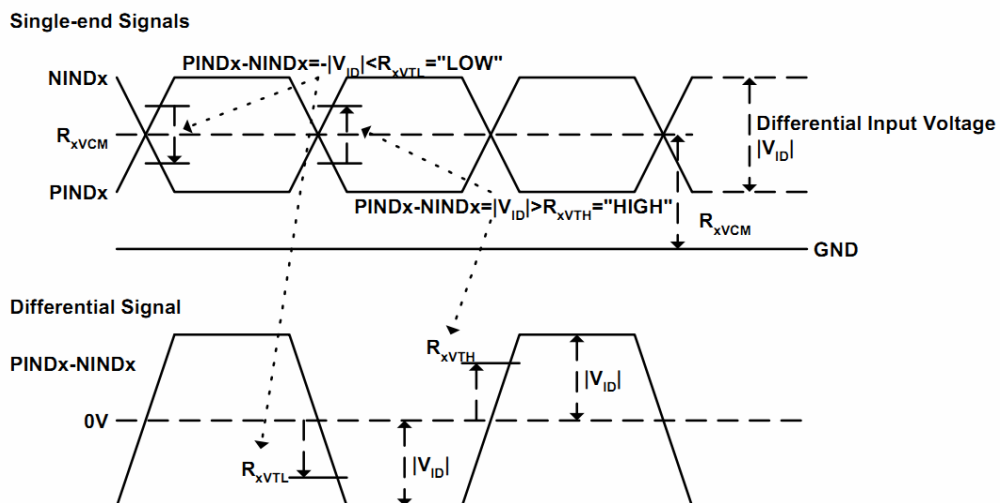 Single-end Signals
PINDx-NINDx=-|VID|<RxVTL="LOW"
NINDx
RxVCM
Differential Input Voltage
|VID|
PINDx
PINDx-NINDx=|VID|>RxVTH="HIGH"
RxVCM
GND
Differential Signal
RxVTH
PINDx-NINDx
|VID|
0V
RxVTL
|VID|